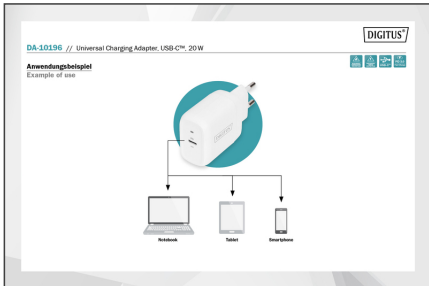 DIGITUS®
DA-10196 // Universal Charging Adapter, USB-C™, 20 W
Anwendungsbeispiel
Example of use
DIGITUS
Notebook
Tablet
Smartphone